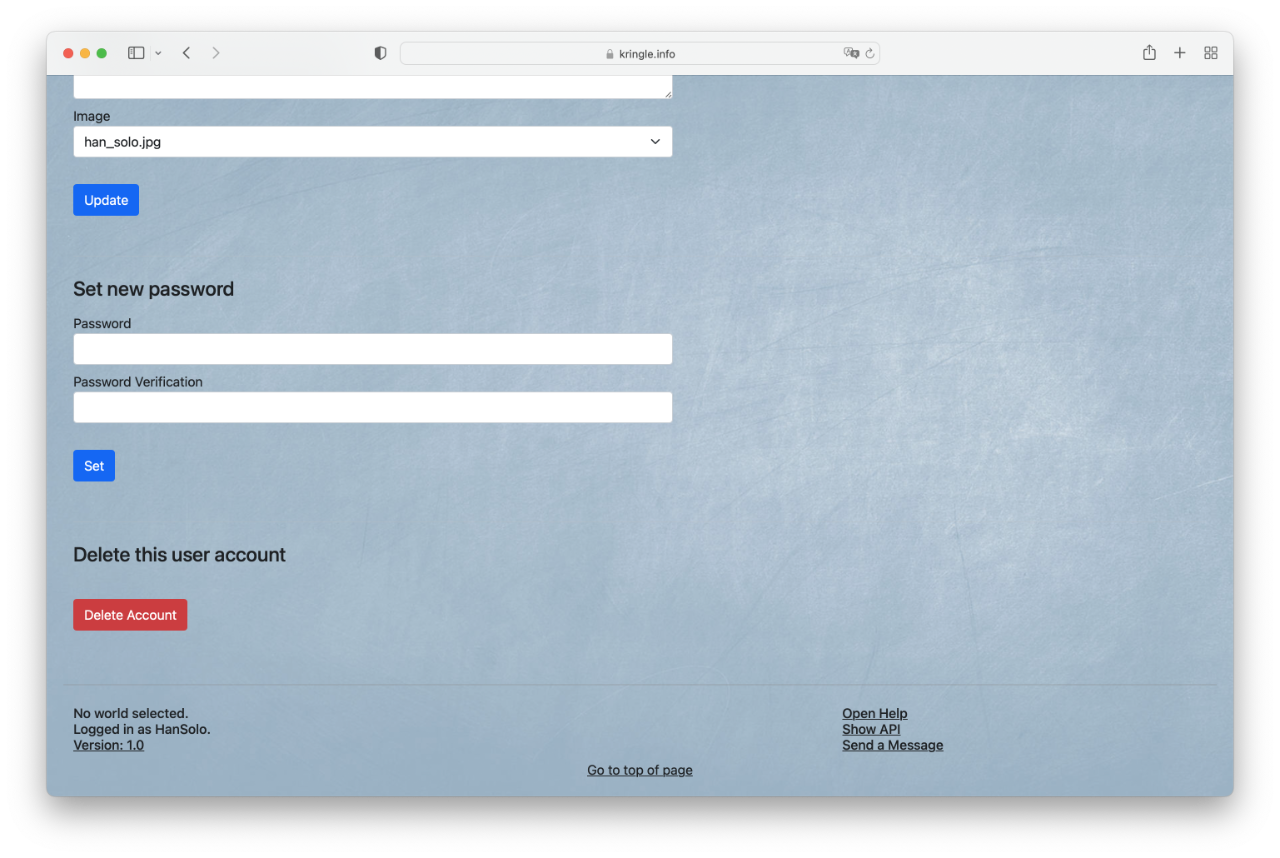 kringle.info
Image
han_solo.jpg
Update
Set new password
Password
Password Verification
Set
Delete this user account
Delete Account
No world selected.
Logged in as HanSolo.
Version: 1.0
Open Help
Show API
Send a Message
Go to top of page